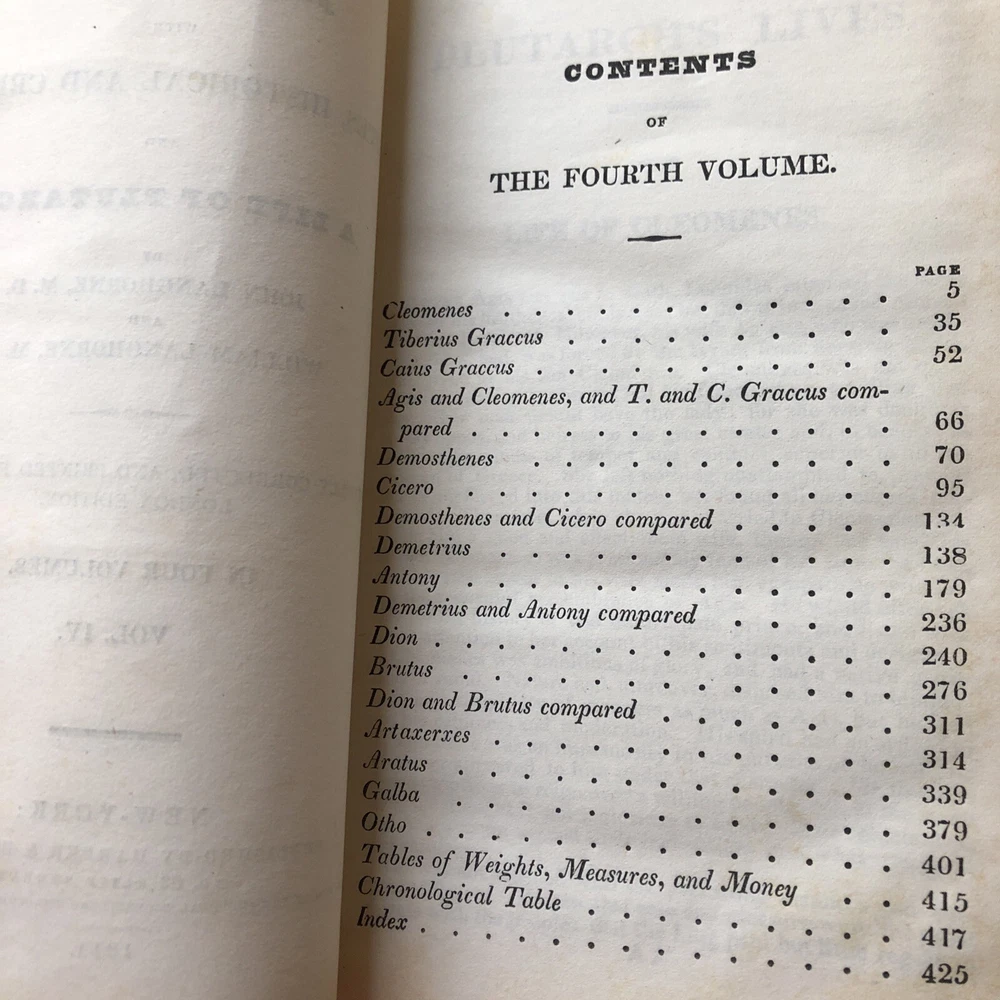 CONTENTS
OF
THE FOURTH VOLUME.
PAGE
Cleomenes . . . . . . . . . . 5
Tiberius Graccus . . . . . . . . 35
Caius Graccus . . . . . . . . . 52
Agis and Cleomenes, and T. and C. Graccus com-
pared . . . . . . . . . . . 66
Demosthenes . . . . . . . . . 70
Cicero . . . . . . . . . . . 95
Demosthenes and Cicero compared . . . . 134
Demetrius . . . . . . . . . . 138
Antony . . . . . . . . . . . 179
Demetrius and Antony compared . . . . 236
Dion . . . . . . . . . . . 240
Brutus . . . . . . . . . . . 276
Dion and Brutus compared . . . . . . 311
Artaxerxes . . . . . . . . . . 314
Aratus . . . . . . . . . . . 339
Galba . . . . . . . . . . . 379
Otho . . . . . . . . . . . 401
Tables of Weights, Measures, and Money . . 415
Chronological Table . . . . . . . 417
Index . . . . . . . . . . . 425